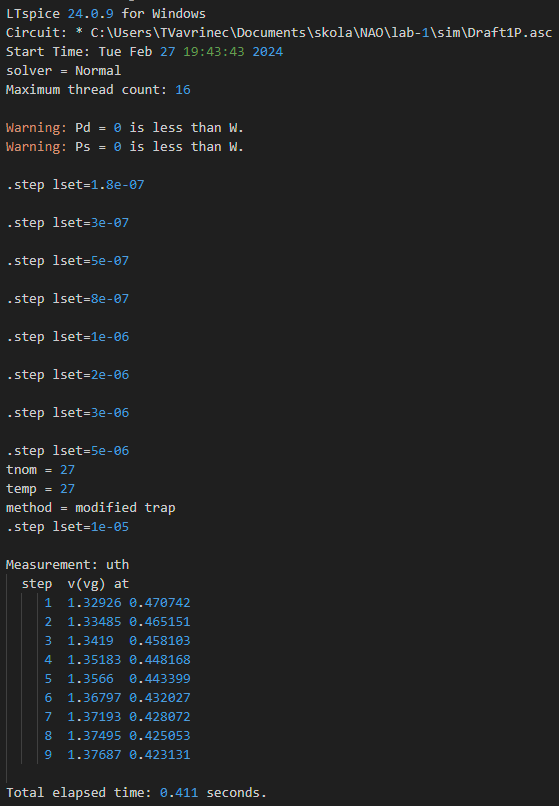 LTspice 24.0.9 for Windows
Circuit: * C:\Users\TVavrinec\Documents\skola\NAO\lab-1\sim\Draft1P.asc
Start Time: Tue Feb 27 19:43:43 2024
solver = Normal
Maximum thread count: 16
Warning: Pd = 0 is less than W.
Warning: Ps = 0 is less than W.
.step lset=1.8e-07
.step lset=3e-07
.step lset=5e-07
.step lset=8e-07
.step lset=1e-06
.step lset=2e-06
.step lset=3e-06
.step lset=5e-06
tnom = 27
temp = 27
method = modified trap
.step lset=1e-05
Measurement: uth
step v(vg) at
1 1.32926 0.470742
2 1.33485 0.465151
3 1.3419 0.458103
4 1.35183 0.448168
5 1.3566 0.443399
6 1.36797 0.432027
7 1.37193 0.428072
8 1.37495 0.425053
9 1.37687 0.423131
Total elapsed time: 0.411 seconds.